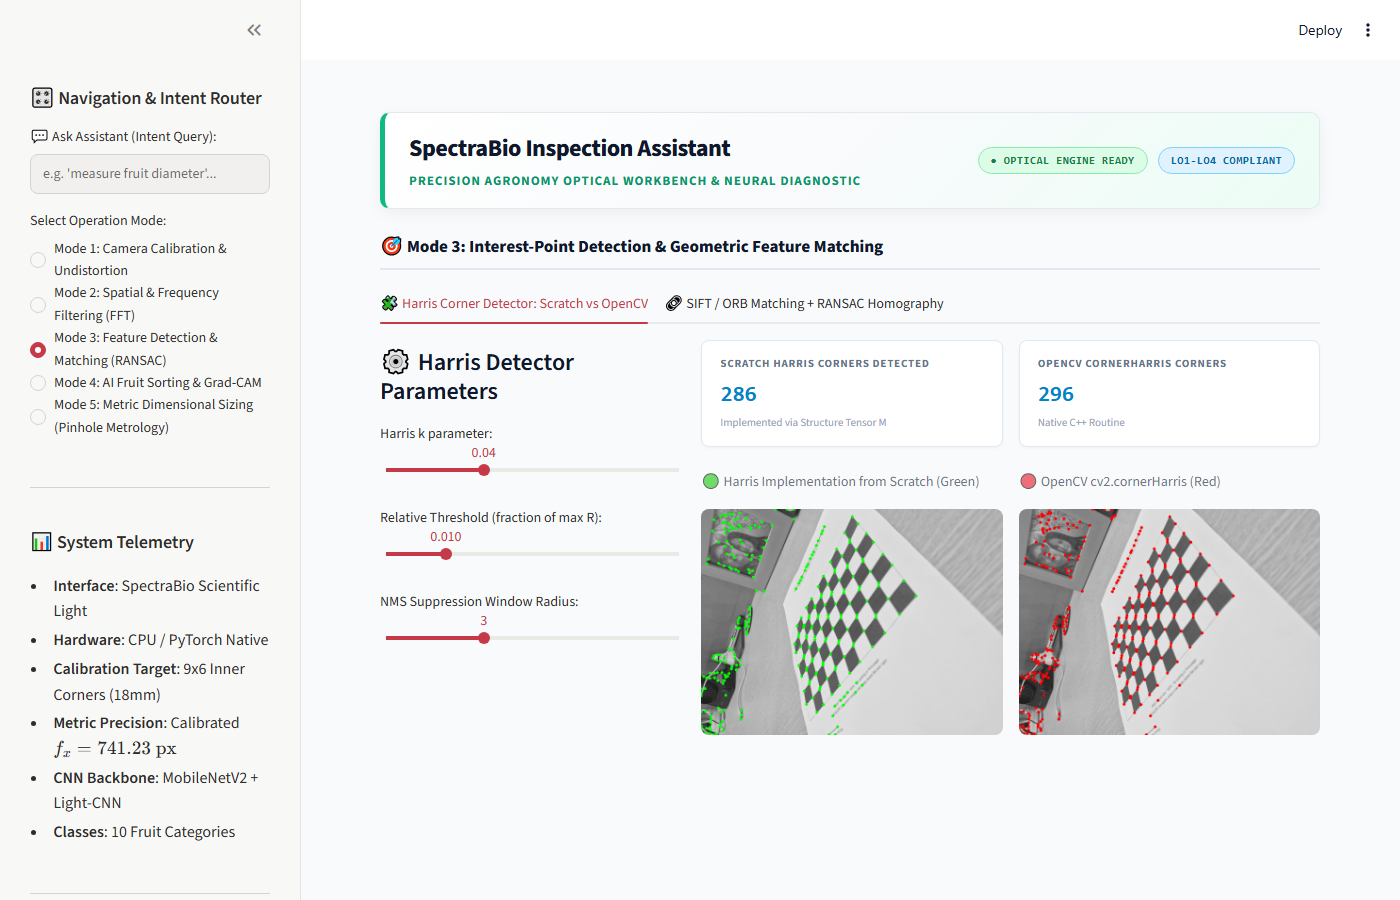 Deploy
Navigation & Intent Router
Ask Assistant (Intent Query):
e.g. 'measure fruit diameter'...
Select Operation Mode:
Mode 1: Camera Calibration &
Undistortion
Mode 2: Spatial & Frequency
Filtering (FFT)
Mode 3: Feature Detection &
Matching (RANSAC)
Mode 4: AI Fruit Sorting & Grad-CAM
Mode 5: Metric Dimensional Sizing
(Pinhole Metrology)
System Telemetry
• Interface: SpectraBio Scientific
Light
• Hardware: CPU / PyTorch Native
• Calibration Target: 9x6 Inner
Corners (18mm)
• Metric Precision: Calibrated
fₓ = 741.23 px
• CNN Backbone: MobileNetV2 +
Light-CNN
• Classes: 10 Fruit Categories
SpectraBio Inspection Assistant
PRECISION AGRONOMY OPTICAL WORKBENCH & NEURAL DIAGNOSTIC
● OPTICAL ENGINE READY
LO1-LO4 COMPLIANT
Mode 3: Interest-Point Detection & Geometric Feature Matching
Harris Corner Detector: Scratch vs OpenCV
SIFT / ORB Matching + RANSAC Homography
Harris Detector
Parameters
Harris k parameter:
0.04
Relative Threshold (fraction of max R):
0.010
NMS Suppression Window Radius:
3
SCRATCH HARRIS CORNERS DETECTED
286
Implemented via Structure Tensor M
OPENCV CORNERHARRIS CORNERS
296
Native C++ Routine
Harris Implementation from Scratch (Green)
OpenCV cv2.cornerHarris (Red)